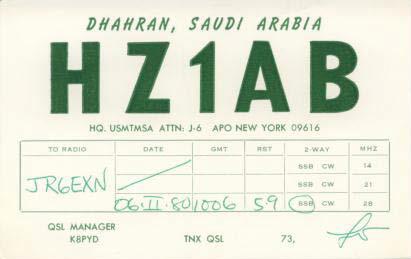 DHAHRAN, SAUDI ARABIA
HZ1AB
HQ. USMTMSA ATTN: J-6 APO NEW YORK 09616
TO RADIO DATE GMT RST 2-WAY MHZ
SSB CW 14
JR6EXN SSB CW 21
06.II.80 1006 59 SSB CW 28
QSL MANAGER
K8PYD TNX QSL 73,